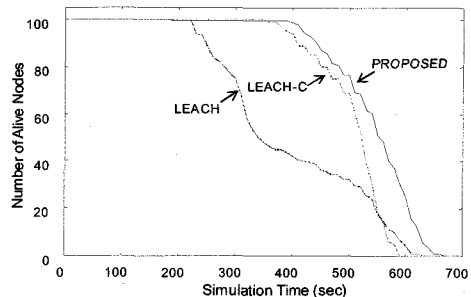 100
80
60
40
20
0
Number of Alive Nodes
LEACH
LEACH-C
PROPOSED
0 100 200 300 400 500 600 700
Simulation Time (sec)